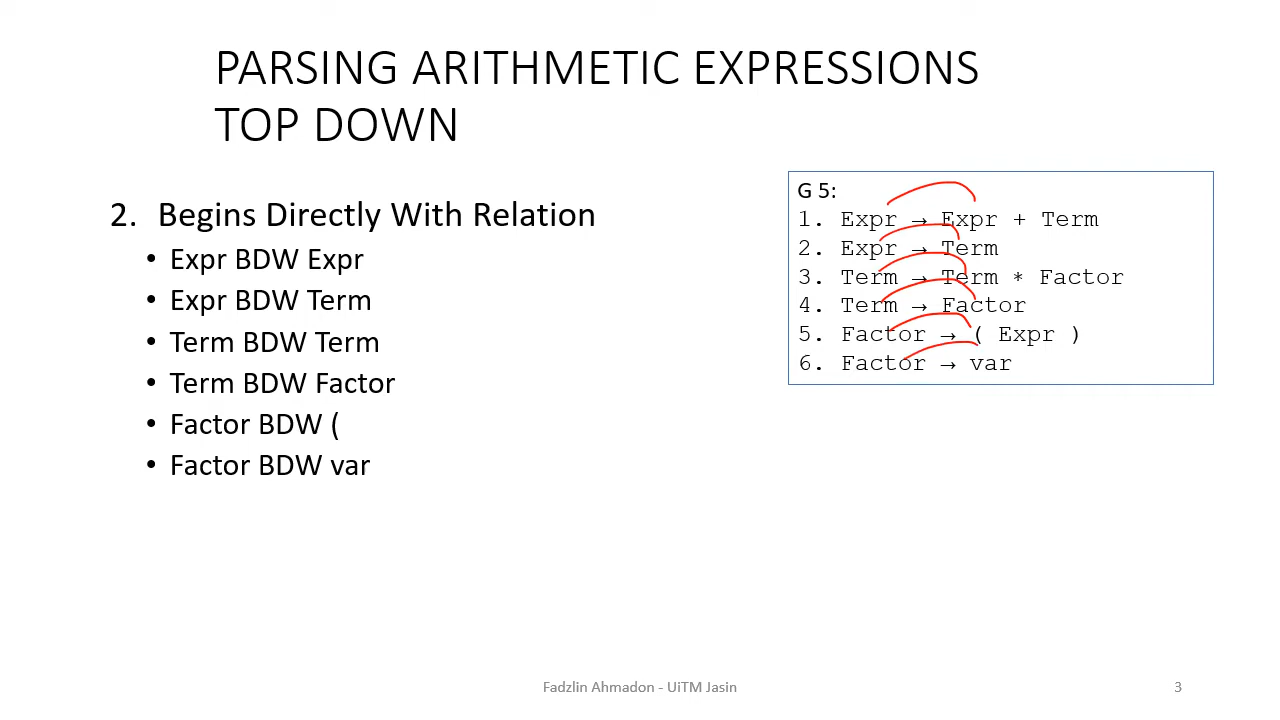 PARSING ARITHMETIC EXPRESSIONS
TOP DOWN
2. Begins Directly With Relation
• Expr BDW Expr
• Expr BDW Term
• Term BDW Term
• Term BDW Factor
• Factor BDW (
• Factor BDW var
G 5:
1. Expr → Expr + Term
2. Expr → Term
3. Term → Term * Factor
4. Term → Factor
5. Factor → ( Expr )
6. Factor → var
Fadzlin Ahmadon - UiTM Jasin
3